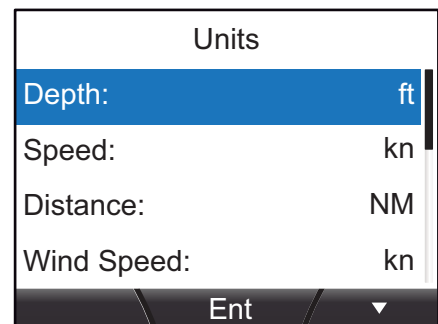 Units
Depth: ft
Speed: kn
Distance: NM
Wind Speed: kn
Ent